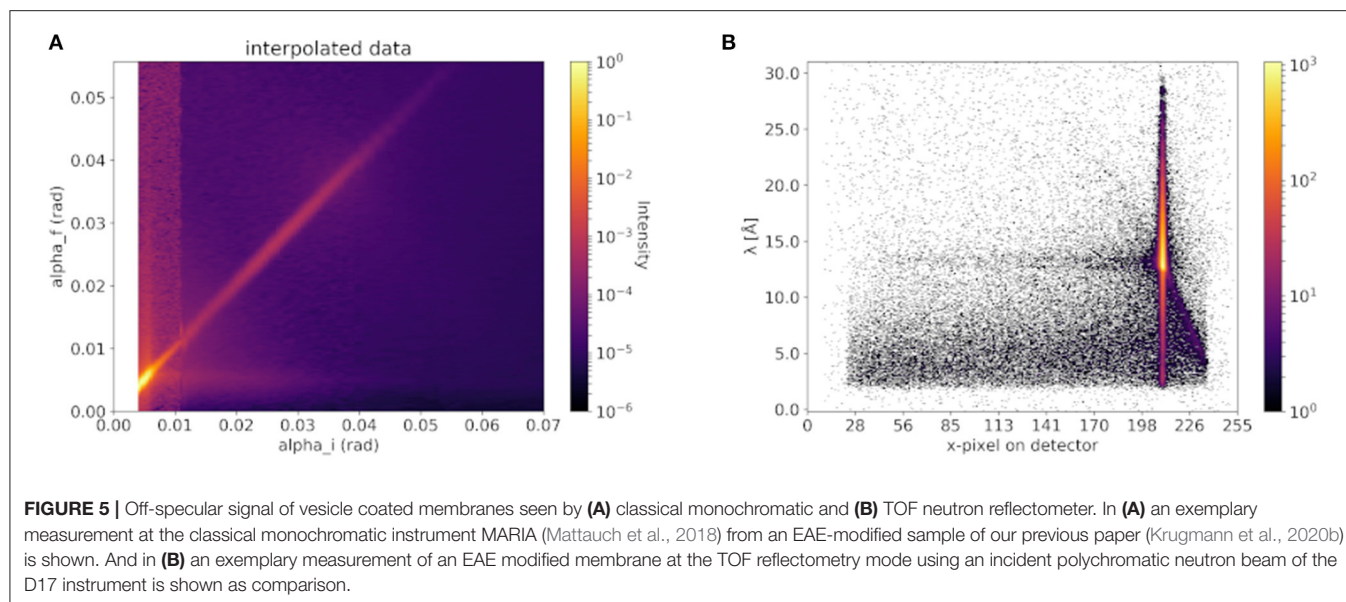 A
interpolated data
0.05
0.04
0.03
0.02
0.01
0.00
alpha_f (rad)
0.00 0.01 0.02 0.03 0.04 0.05 0.06 0.07
alpha_i (rad)
10^0
10^-1
10^-2
10^-3
10^-4
10^-5
10^-6
Intensity
B
30.0
25.0
20.0
15.0
10.0
5.0
0.0
λ [Å]
0 28 56 85 113 141 170 198 226 255
x-pixel on detector
10^3
10^2
10^1
10^0
FIGURE 5 | Off-specular signal of vesicle coated membranes seen by (A) classical monochromatic and (B) TOF neutron reflectometer. In (A) an exemplary
measurement at the classical monochromatic instrument MARIA (Mattauch et al., 2018) from an EAE-modified sample of our previous paper (Krugmann et al., 2020b)
is shown. And in (B) an exemplary measurement of an EAE modified membrane at the TOF reflectometry mode using an incident polychromatic neutron beam of the
D17 instrument is shown as comparison.